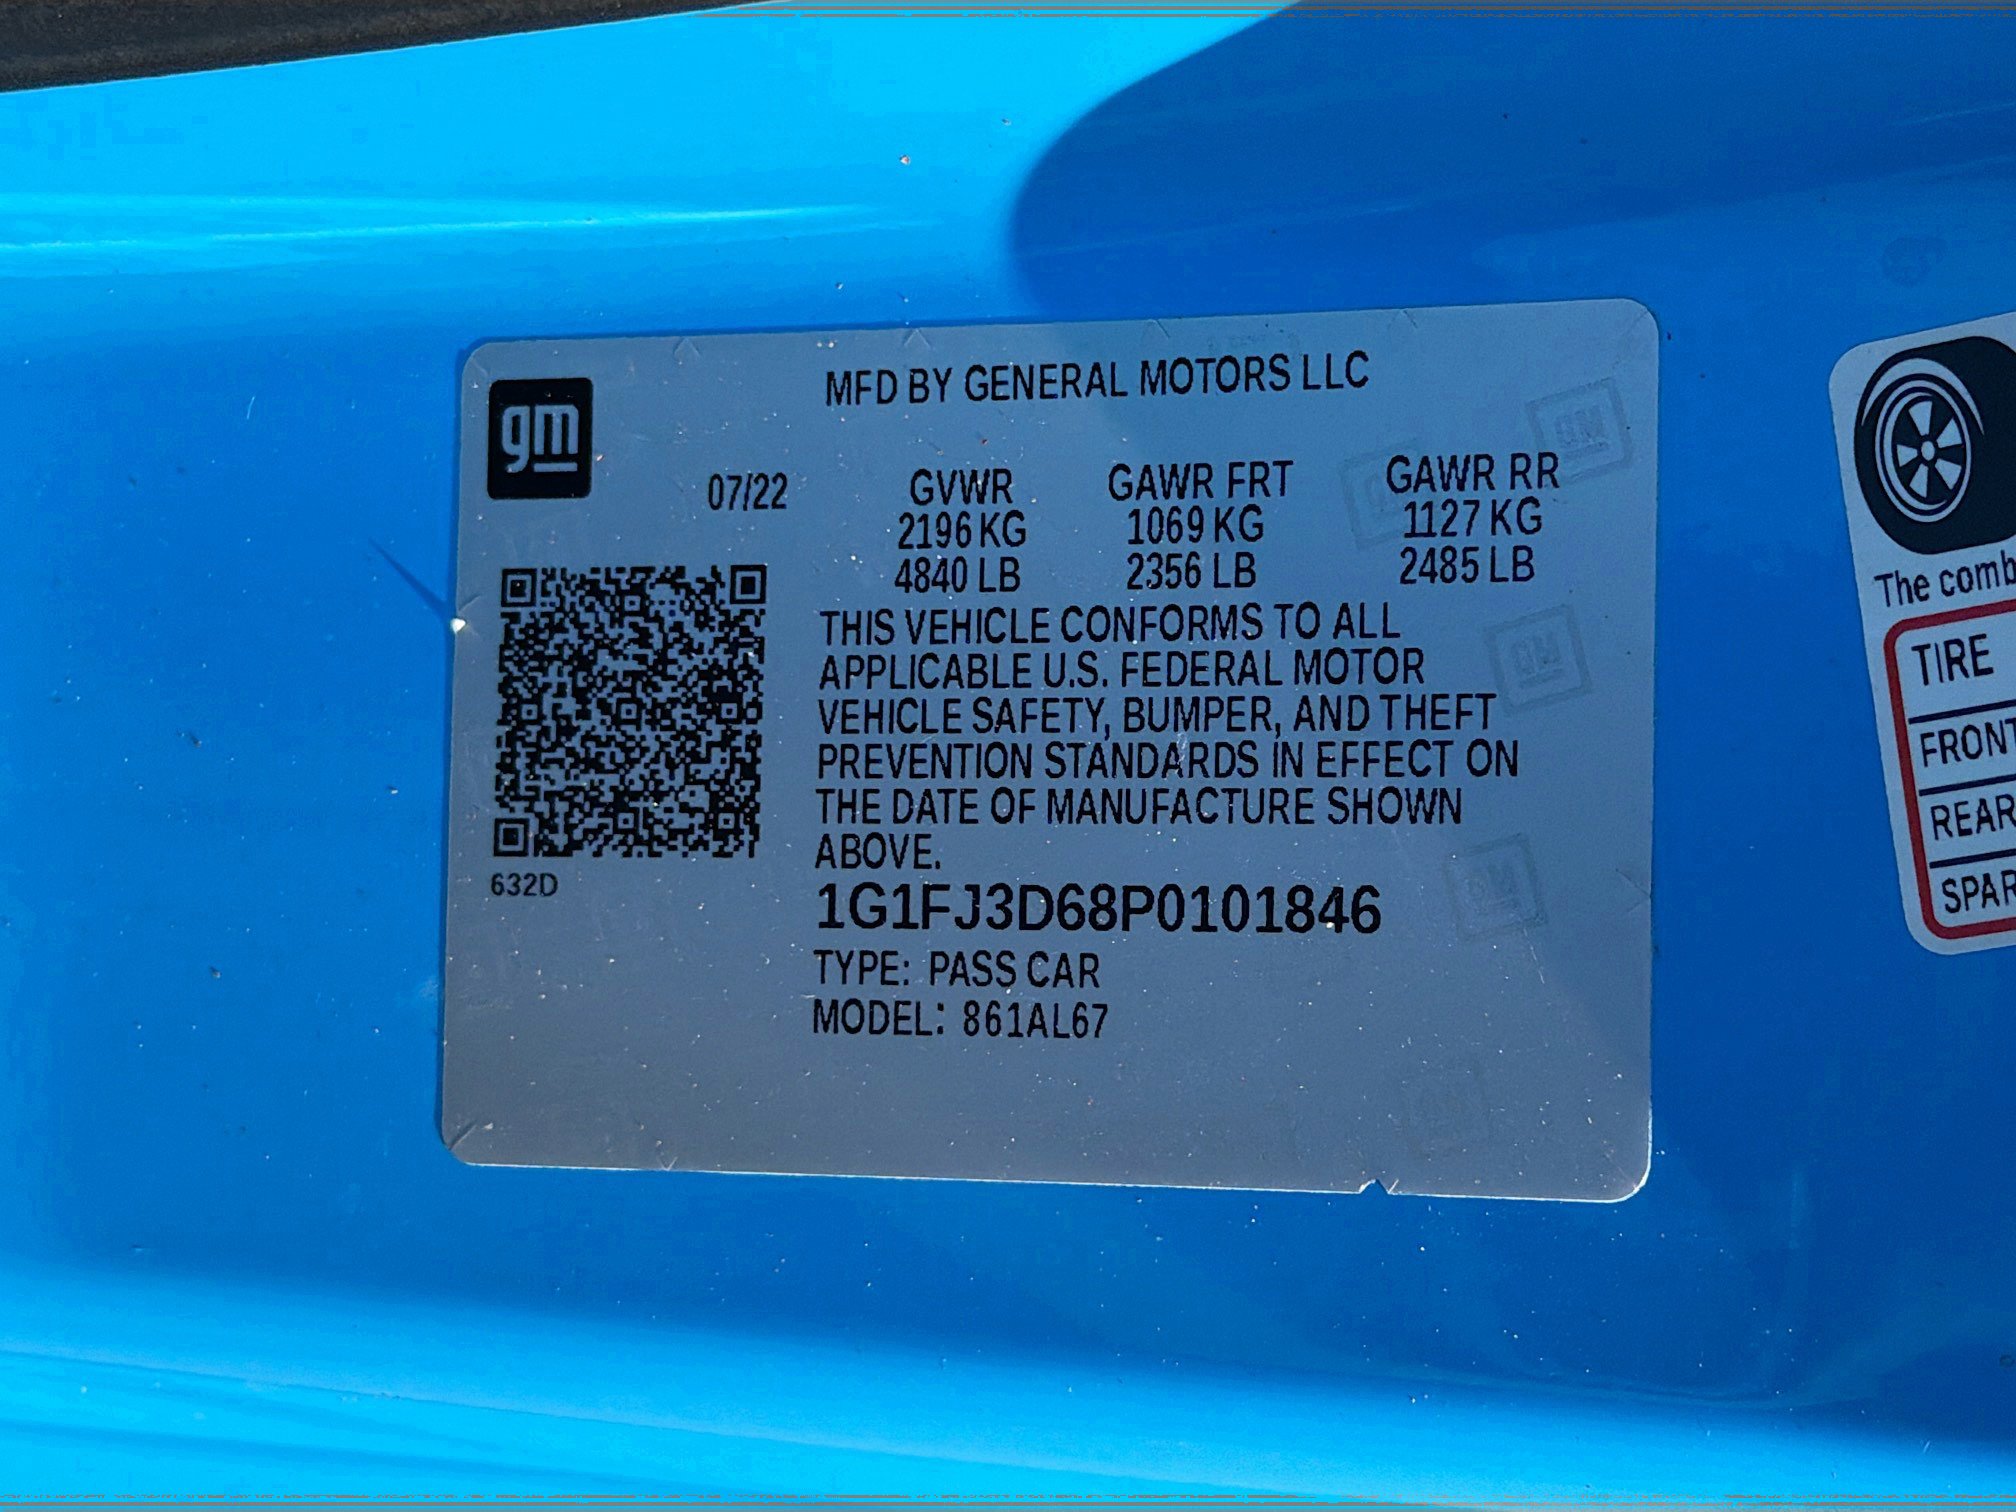 MFD BY GENERAL MOTORS LLC
gm
07/22 GVWR GAWR FRT GAWR RR
2196 KG 1069 KG 1127 KG
4840 LB 2356 LB 2485 LB
THIS VEHICLE CONFORMS TO ALL
APPLICABLE U.S. FEDERAL MOTOR
VEHICLE SAFETY, BUMPER, AND THEFT
PREVENTION STANDARDS IN EFFECT ON
THE DATE OF MANUFACTURE SHOWN
ABOVE.
632D
1G1FJ3D68P0101846
TYPE: PASS CAR
MODEL: 861AL67
GM
GM
GM
The comb
TIRE
FRONT
REAR
SPAR